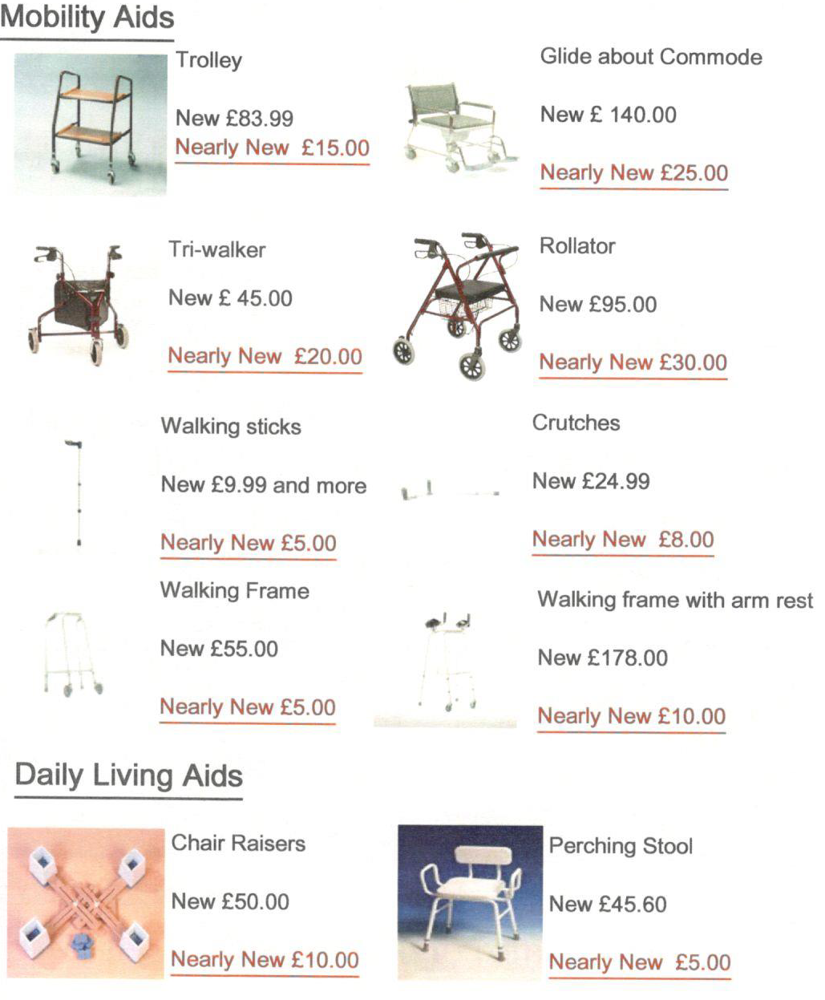 Mobility Aids
Trolley
New £83.99
Nearly New £15.00
Glide about Commode
New £ 140.00
Nearly New £25.00
Tri-walker
New £ 45.00
Nearly New £20.00
Rollator
New £95.00
Nearly New £30.00
Walking sticks
New £9.99 and more
Nearly New £5.00
Crutches
New £24.99
Nearly New £8.00
Walking Frame
New £55.00
Nearly New £5.00
Walking frame with arm rest
New £178.00
Nearly New £10.00
Daily Living Aids
Chair Raisers
New £50.00
Nearly New £10.00
Perching Stool
New £45.60
Nearly New £5.00